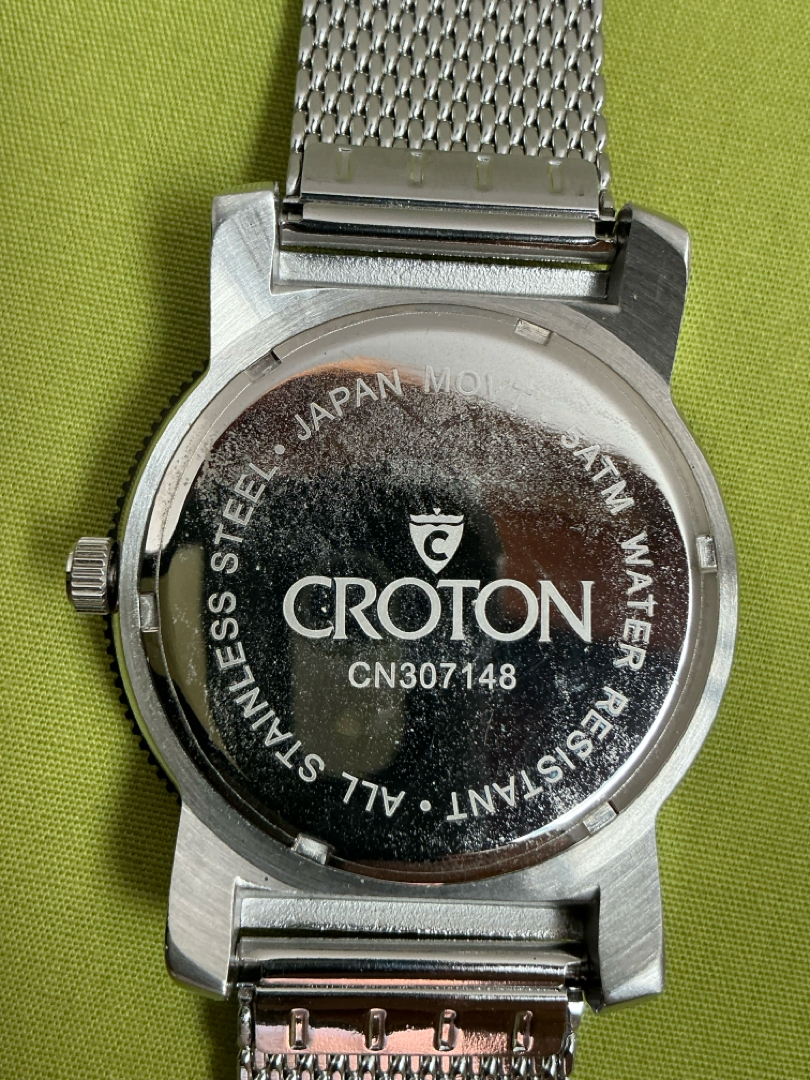 C
CROTON
CN307148
JAPAN
5ATM WATER RESISTANT • ALL STAINLESS STEEL •